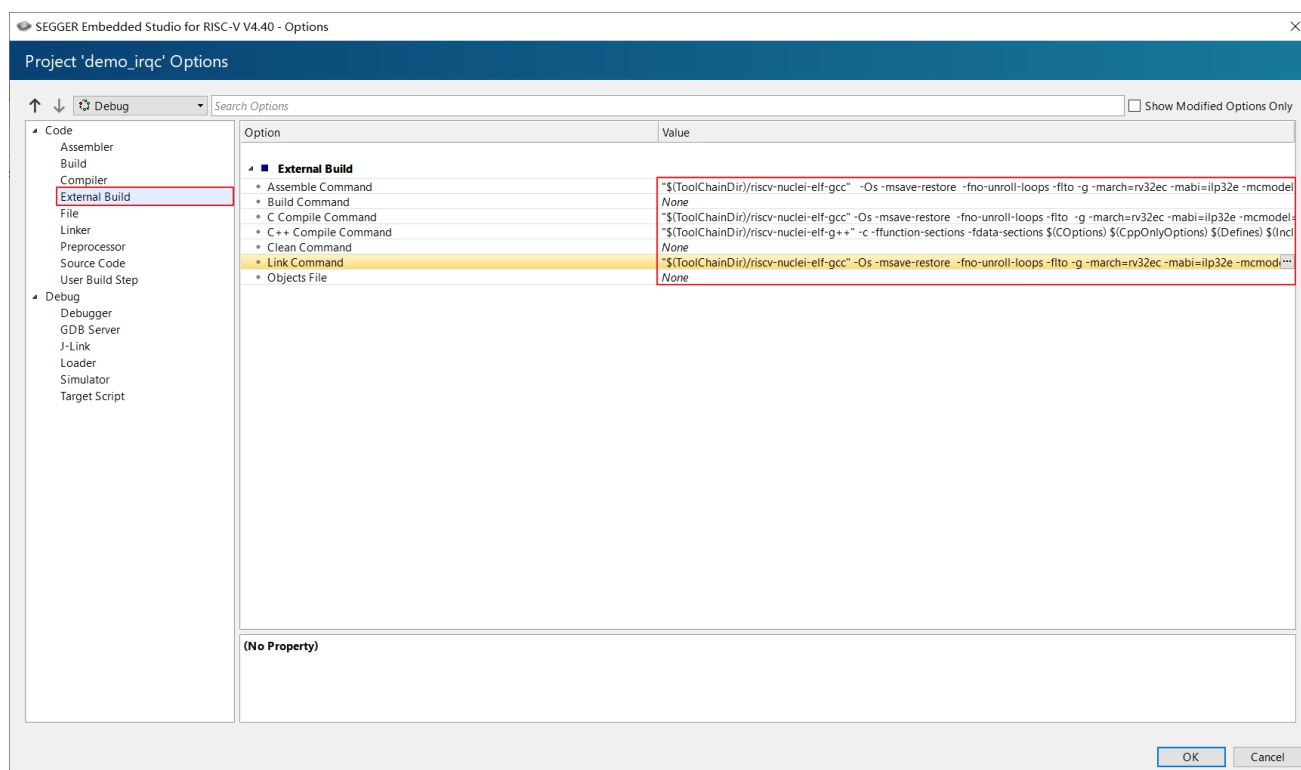 SEGGER Embedded Studio for RISC-V V4.40 - Options
Project 'demo_irqc' Options
Debug
Search Options
Show Modified Options Only
Code
Assembler
Build
Compiler
External Build
File
Linker
Preprocessor
Source Code
User Build Step
Debug
Debugger
GDB Server
J-Link
Loader
Simulator
Target Script
Option Value
External Build
Assemble Command "$(ToolChainDir)/riscv-nuclei-elf-gcc" -Os -msave-restore -fno-unroll-loops -flto -g -march=rv32ec -mabi=ilp32e -mcmodel
Build Command None
C Compile Command "$(ToolChainDir)/riscv-nuclei-elf-gcc" -Os -msave-restore -fno-unroll-loops -flto -g -march=rv32ec -mabi=ilp32e -mcmodel=
C++ Compile Command "$(ToolChainDir)/riscv-nuclei-elf-g++" -c -ffunction-sections -fdata-sections $(COptions) $(CppOnlyOptions) $(Defines) $(Incl
Clean Command None
Link Command "$(ToolChainDir)/riscv-nuclei-elf-gcc" -Os -msave-restore -fno-unroll-loops -flto -g -march=rv32ec -mabi=ilp32e -mcmod ...
Objects File None
(No Property)
OK
Cancel